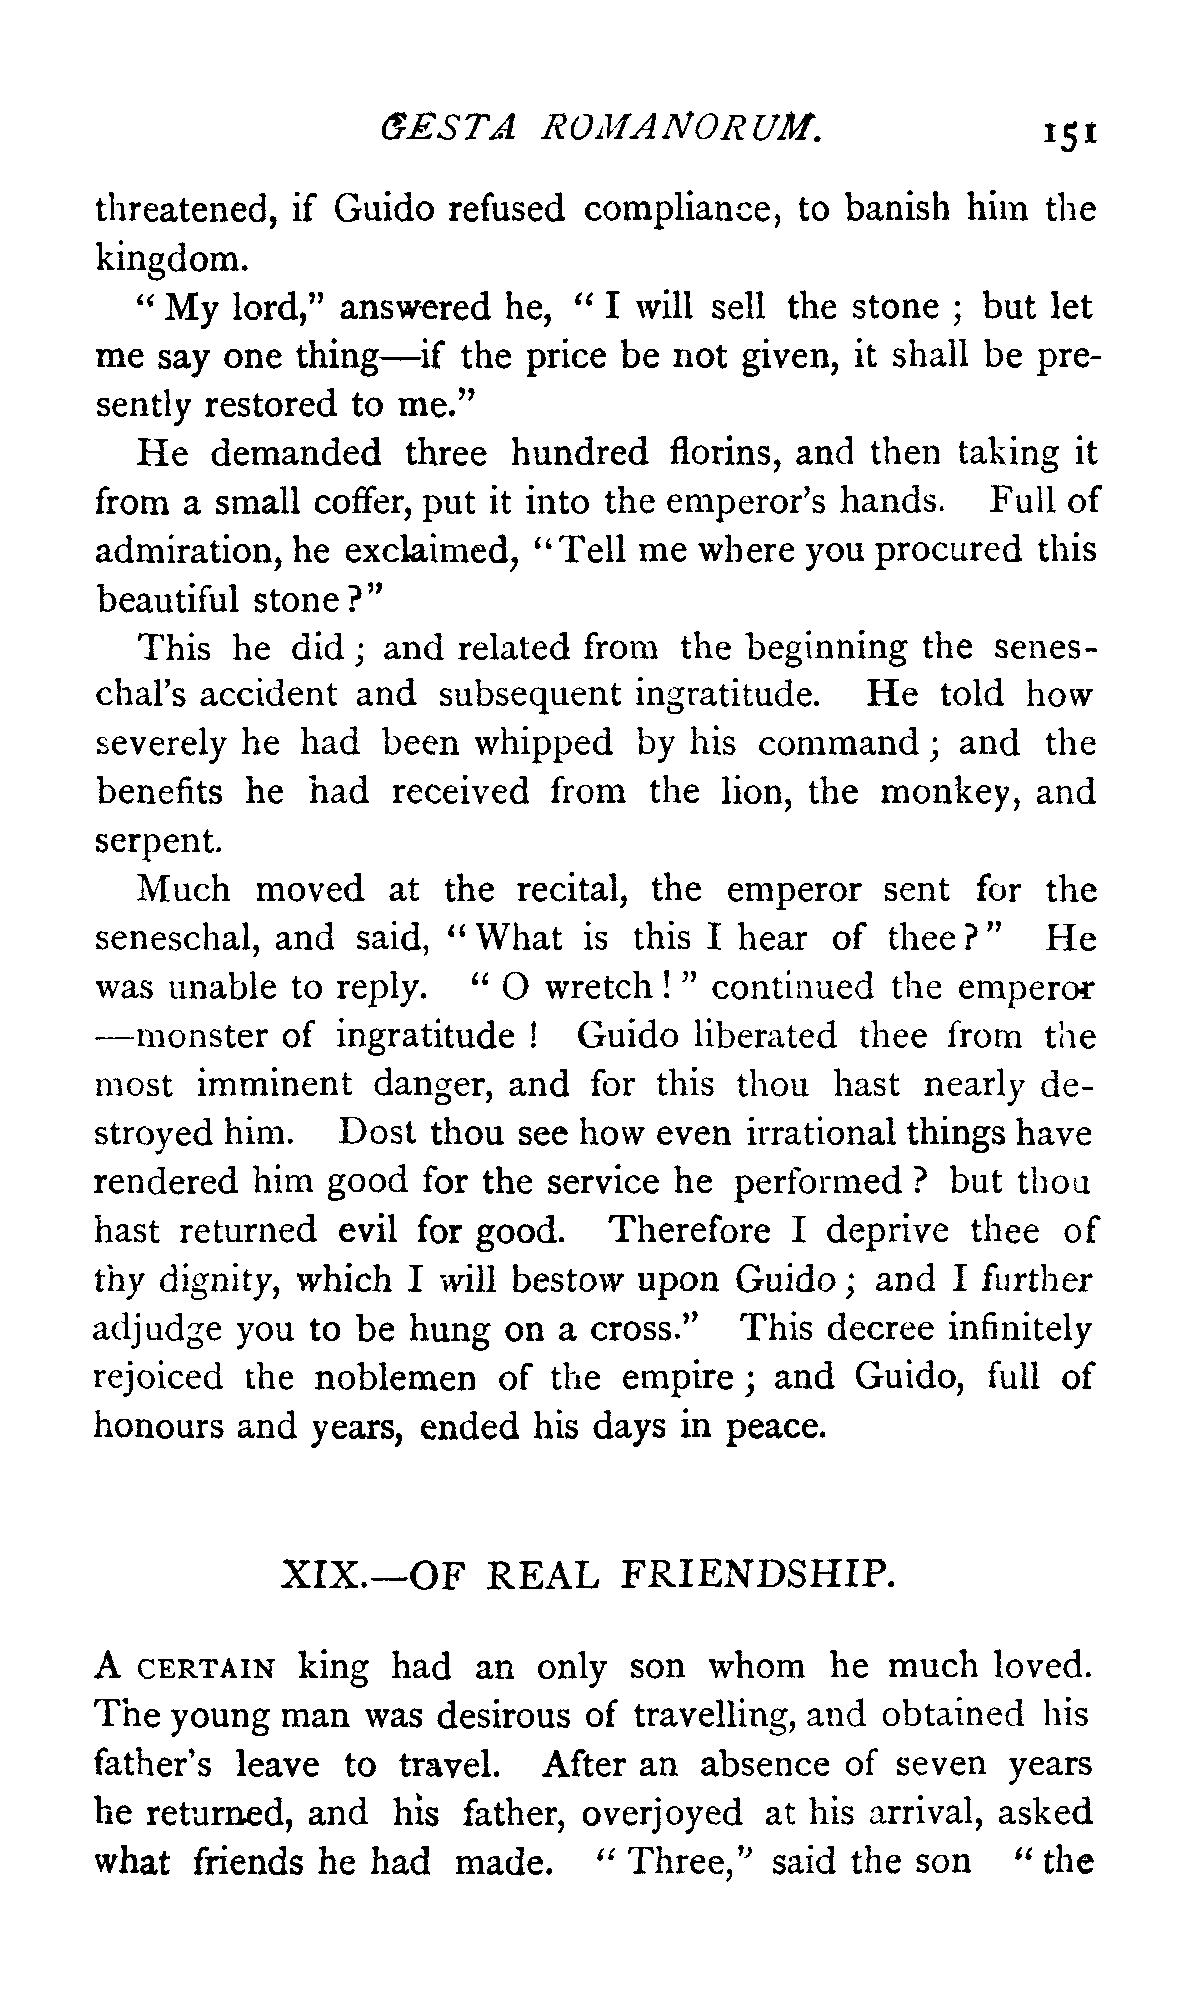 GESTA ROMANORUM. 151
threatened, if Guido refused compliance, to banish him the
kingdom.
“ My lord,” answered he, “ I will sell the stone ; but let
me say one thing—if the price be not given, it shall be pre-
sently restored to me.”
He demanded three hundred florins, and then taking it
from a small coffer, put it into the emperor’s hands. Full of
admiration, he exclaimed, “Tell me where you procured this
beautiful stone ?”
This he did ; and related from the beginning the senes-
chal’s accident and subsequent ingratitude. He told how
severely he had been whipped by his command ; and the
benefits he had received from the lion, the monkey, and
serpent.
Much moved at the recital, the emperor sent for the
seneschal, and said, “ What is this I hear of thee ? ” He
was unable to reply. “ O wretch ! ” continued the emperor
—monster of ingratitude ! Guido liberated thee from the
most imminent danger, and for this thou hast nearly de-
stroyed him. Dost thou see how even irrational things have
rendered him good for the service he performed ? but thou
hast returned evil for good. Therefore I deprive thee of
thy dignity, which I will bestow upon Guido ; and I further
adjudge you to be hung on a cross.” This decree infinitely
rejoiced the noblemen of the empire ; and Guido, full of
honours and years, ended his days in peace.
XIX.—OF REAL FRIENDSHIP.
A CERTAIN king had an only son whom he much loved.
The young man was desirous of travelling, and obtained his
father’s leave to travel. After an absence of seven years
he returned, and his father, overjoyed at his arrival, asked
what friends he had made. “ Three,” said the son “ the